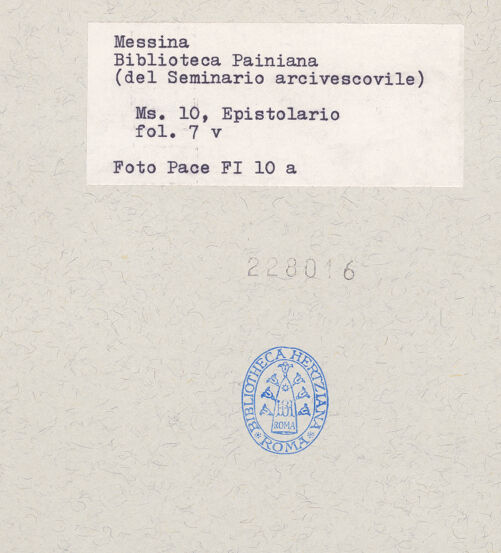 Messina
Biblioteca Painiana
(del Seminario arcivescovile)
Ms. 10, Epistolario
fol. 7 v
Foto Pace FI 10 a
228016
BIBLIOTHECA HERTZIANA
ROMA
ROMA